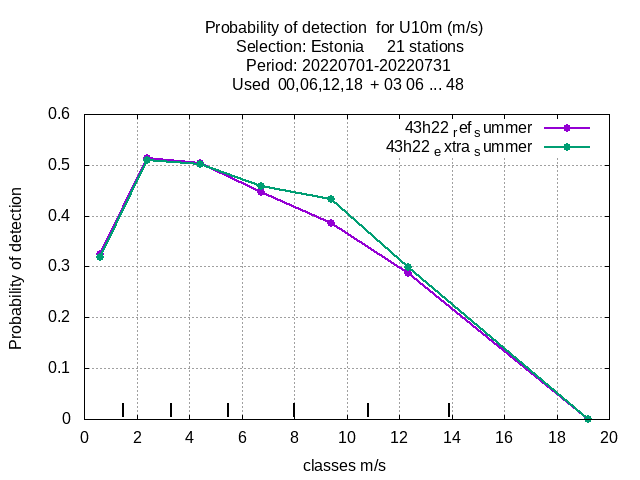 Probability of detection  for U10m (m/s)
Selection: Estonia     21 stations
Period: 20220701-20220731
Used  00,06,12,18  + 03 06 ... 48
43h22 ref summer
43h22 extra summer
Probability of detection
0.6
0.5
0.4
0.3
0.2
0.1
0
0 2 4 6 8 10 12 14 16 18 20
classes m/s